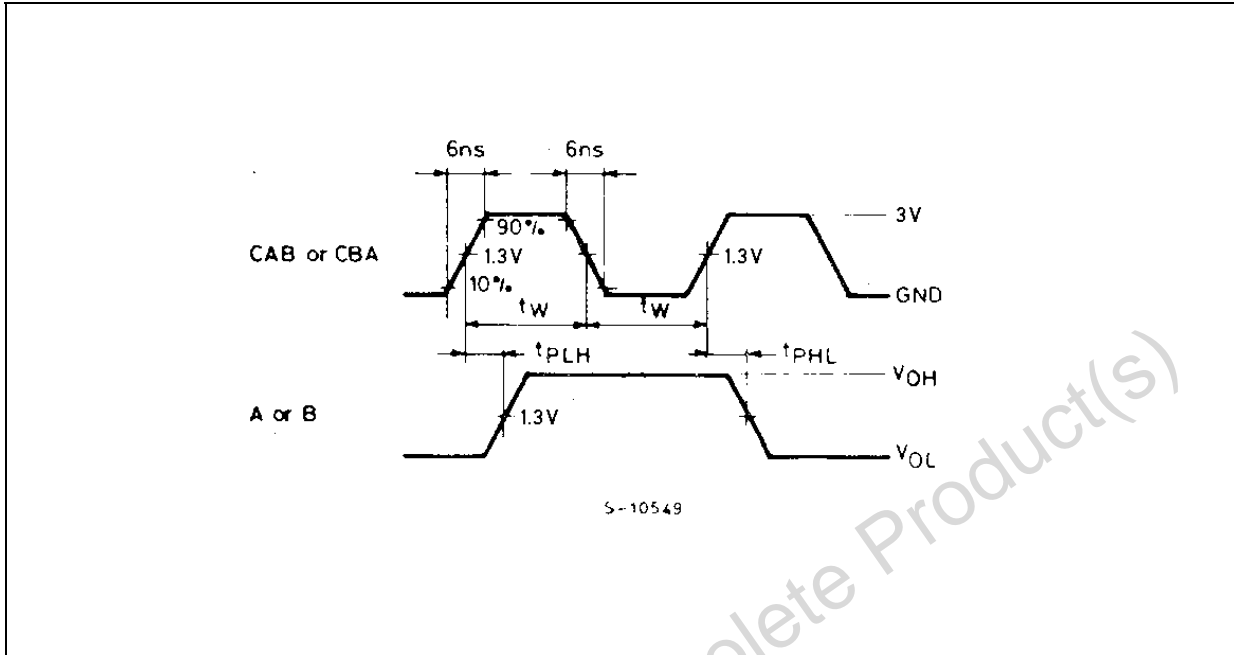 6ns 6ns
3V
90%
CAB or CBA 1.3V 1.3V
10%
GND
tW tW
tPLH tPHL
VOH
A or B 1.3V
VOL
S-10549
olete Product(s)